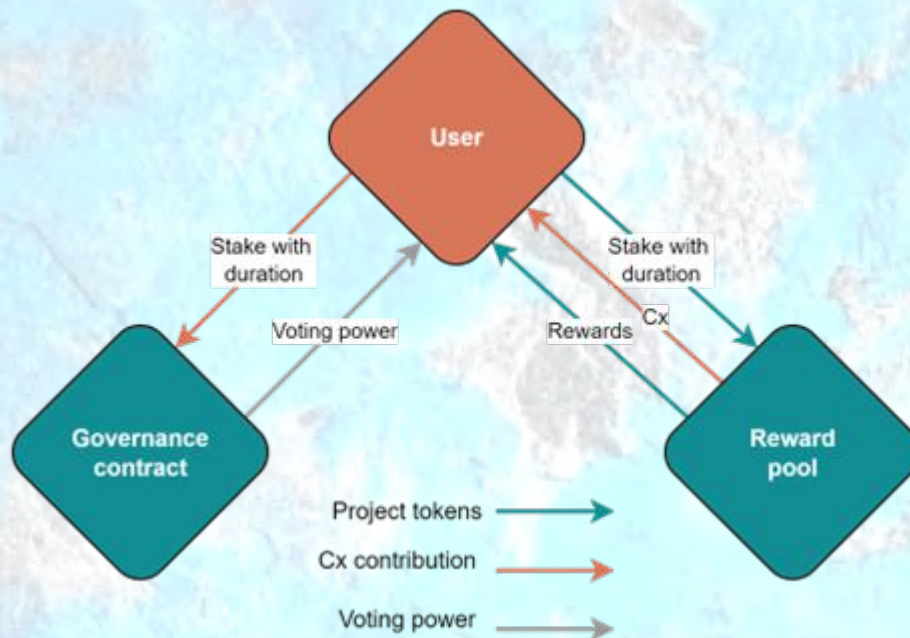 User
Stake with
duration
Stake with
duration
Voting power
Rewards
Cx
Governance
contract
Reward
pool
Project tokens
Cx contribution
Voting power